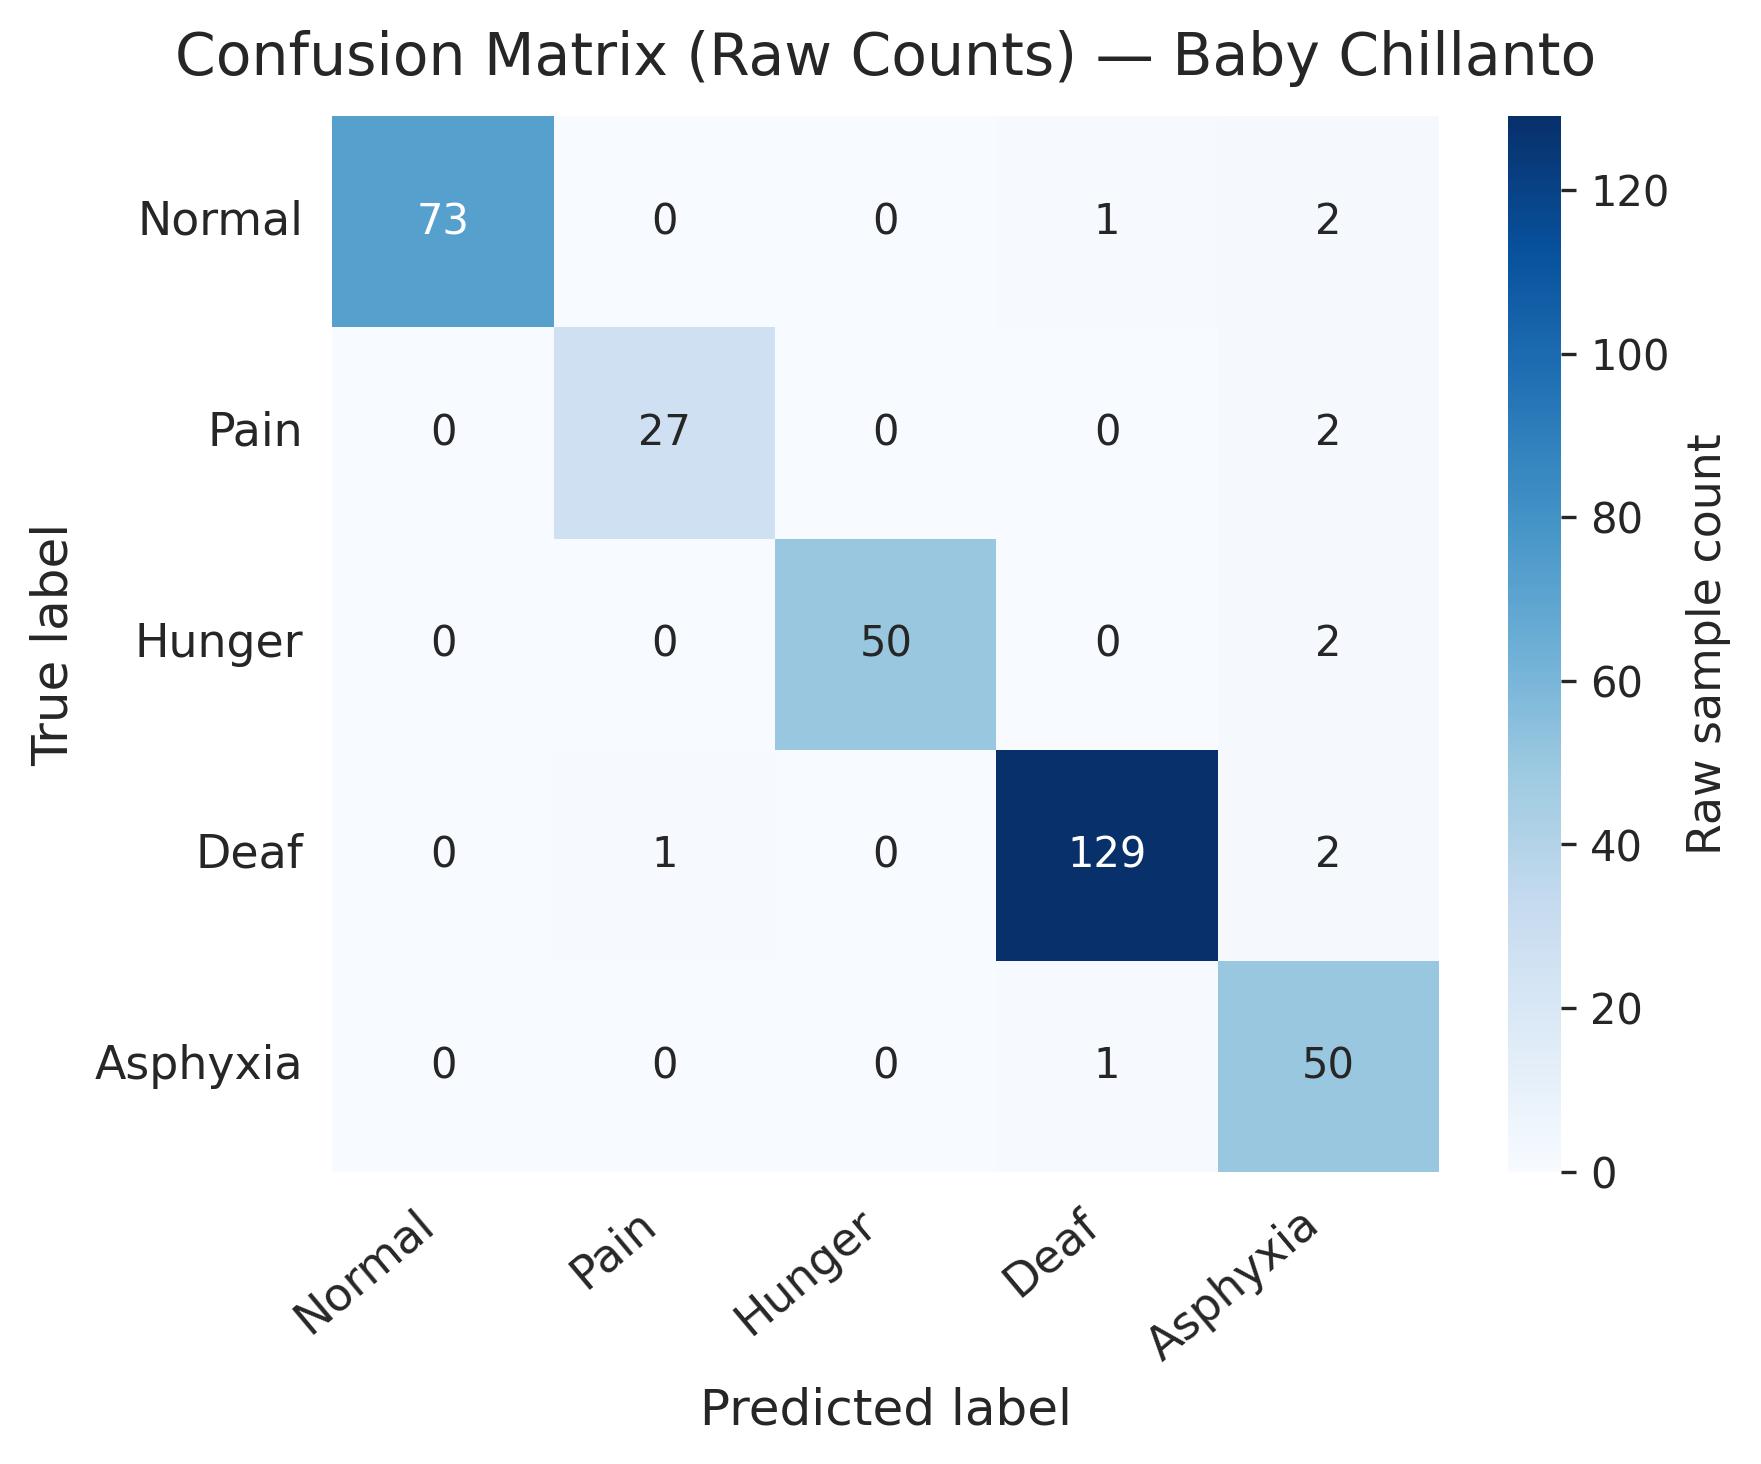 Confusion Matrix (Raw Counts) — Baby Chillanto
True label
Normal 73 0 0 1 2
Pain 0 27 0 0 2
Hunger 0 0 50 0 2
Deaf 0 1 0 129 2
Asphyxia 0 0 0 1 50
Normal Pain Hunger Deaf Asphyxia
Predicted label
120
100
80
60
40
20
0
Raw sample count